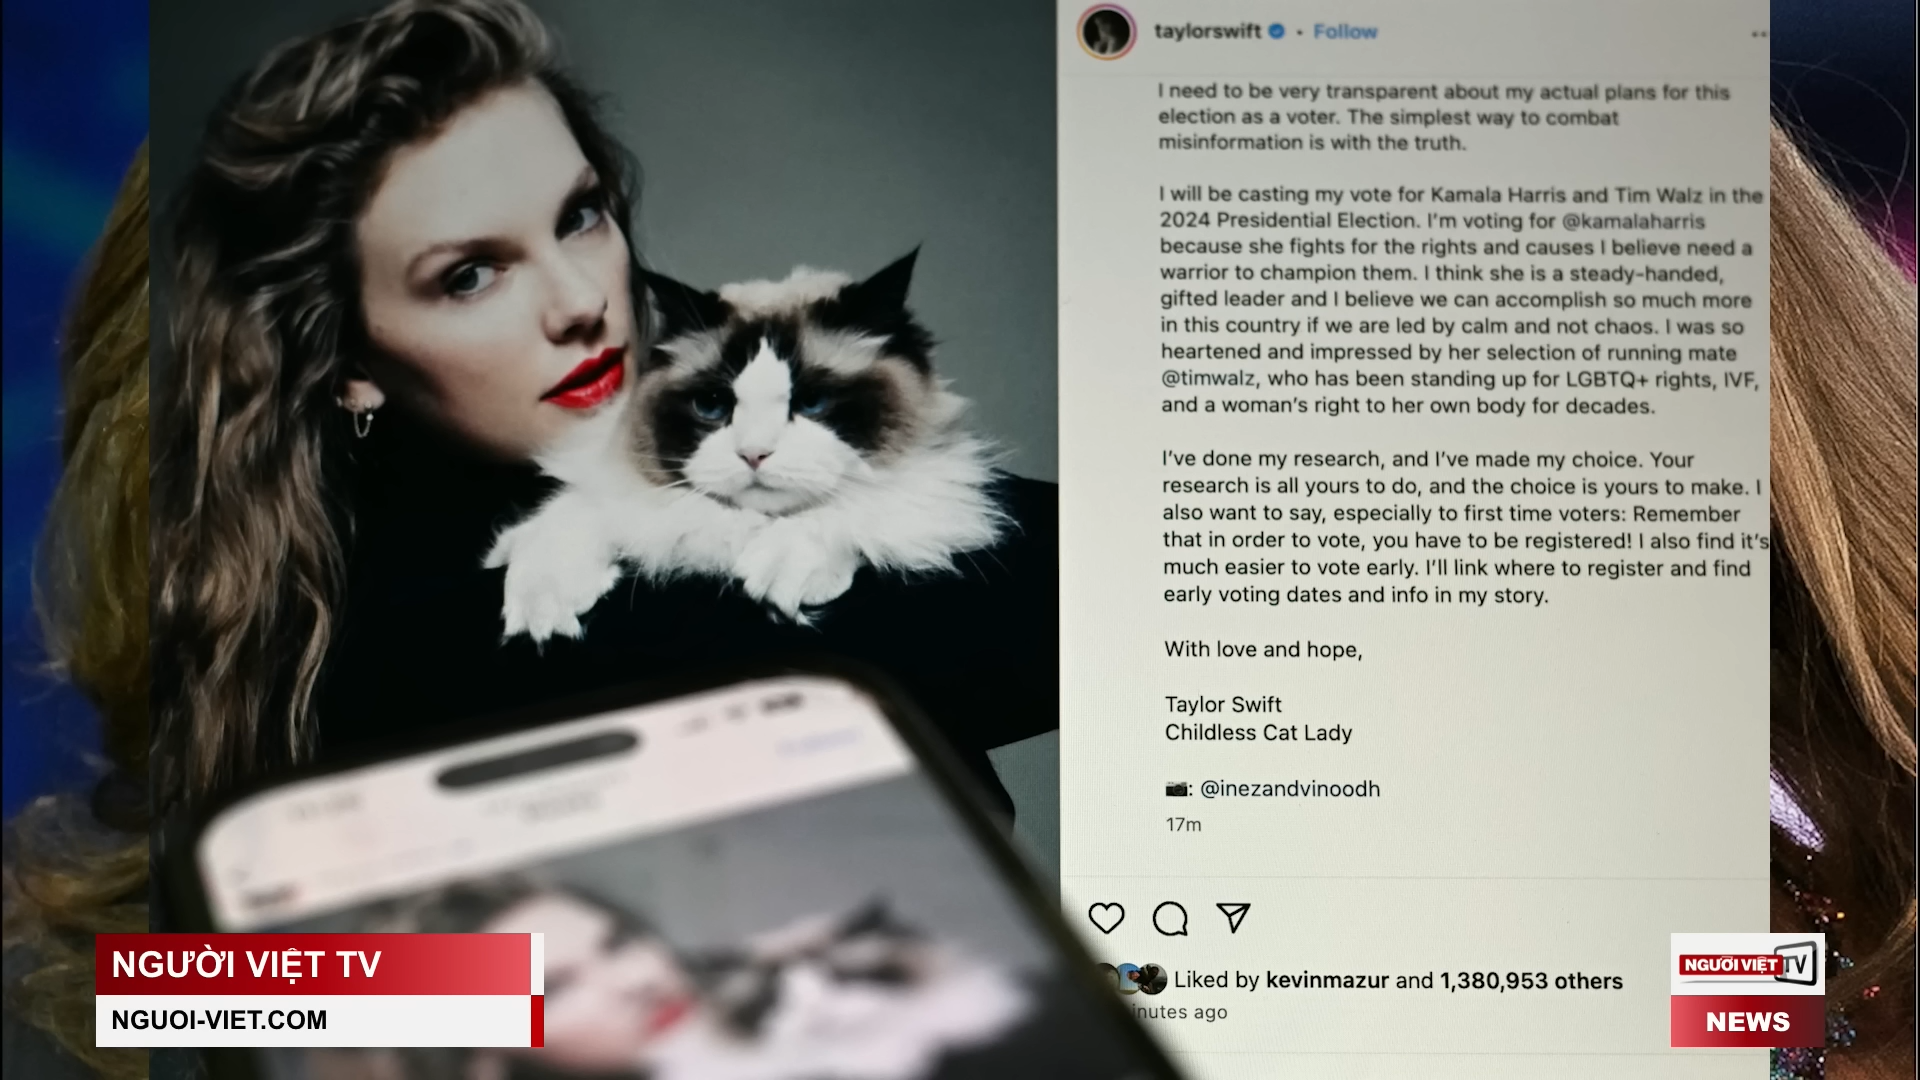 taylorswift • Follow
I need to be very transparent about my actual plans for this
election as a voter. The simplest way to combat
misinformation is with the truth.
I will be casting my vote for Kamala Harris and Tim Walz in the
2024 Presidential Election. I'm voting for @kamalaharris
because she fights for the rights and causes I believe need a
warrior to champion them. I think she is a steady-handed,
gifted leader and I believe we can accomplish so much more
in this country if we are led by calm and not chaos. I was so
heartened and impressed by her selection of running mate
@timwalz, who has been standing up for LGBTQ+ rights, IVF,
and a woman's right to her own body for decades.
I've done my research, and I've made my choice. Your
research is all yours to do, and the choice is yours to make. I
also want to say, especially to first time voters: Remember
that in order to vote, you have to be registered! I also find it's
much easier to vote early. I'll link where to register and find
early voting dates and info in my story.
With love and hope,
Taylor Swift
Childless Cat Lady
📷: @inezandvinoodh
17m
Liked by kevinmazur and 1,380,953 others
ago
NGƯỜI VIỆT TV
NGUOI-VIET.COM
NGƯỜI VIỆT TV
NEWS